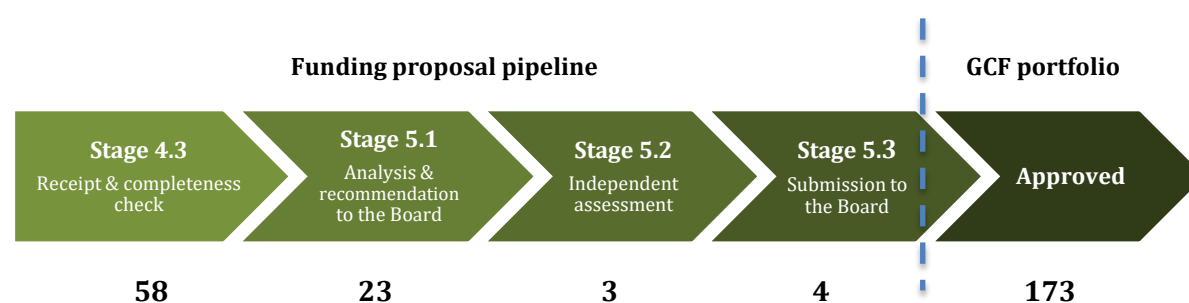 Funding proposal pipeline
GCF portfolio
Stage 4.3
Receipt & completeness
check
Stage 5.1
Analysis &
recommendation
to the Board
Stage 5.2
Independent
assessment
Stage 5.3
Submission to
the Board
Approved
58
23
3
4
173